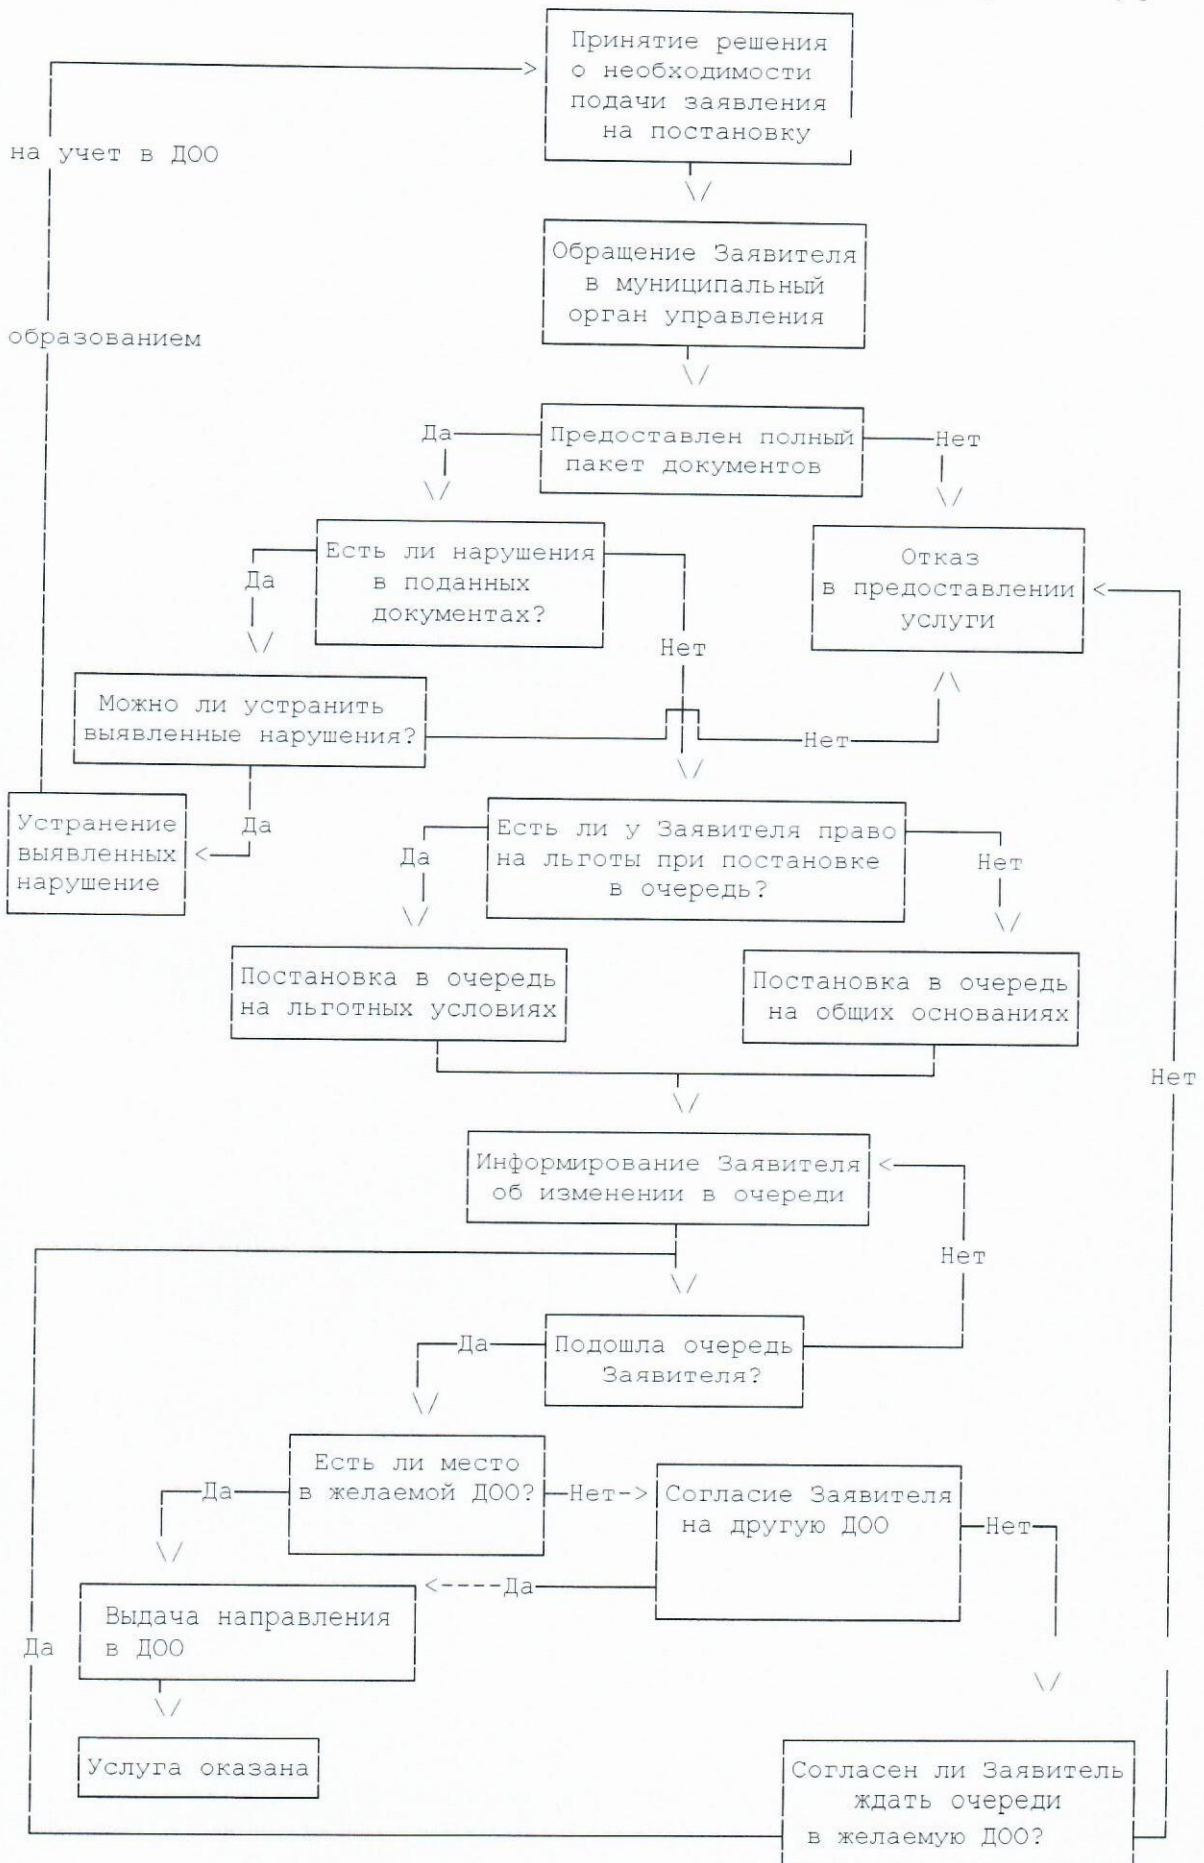 Принятие решения
о необходимости
подачи заявления
на постановку
на учет в ДОО
Обращение Заявителя
в муниципальный
орган управления
образованием
Да
Предоставлен полный
пакет документов
Нет
Есть ли нарушения
в поданных
документах?
Да
Нет
Отказ
в предоставлении
услуги
Можно ли устранить
выявленные нарушения?
Нет
Да
Устранение
выявленных
нарушение
Есть ли у Заявителя право
на льготы при постановке
в очередь?
Да
Нет
Постановка в очередь
на льготных условиях
Постановка в очередь
на общих основаниях
Нет
Информирование Заявителя
об изменении в очереди
Нет
Да
Подошла очередь
Заявителя?
Есть ли место
в желаемой ДОО?
Да
Нет->
Согласие Заявителя
на другую ДОО
Нет
<----Да
Выдача направления
в ДОО
Да
Услуга оказана
Согласен ли Заявитель
ждать очереди
в желаемую ДОО?